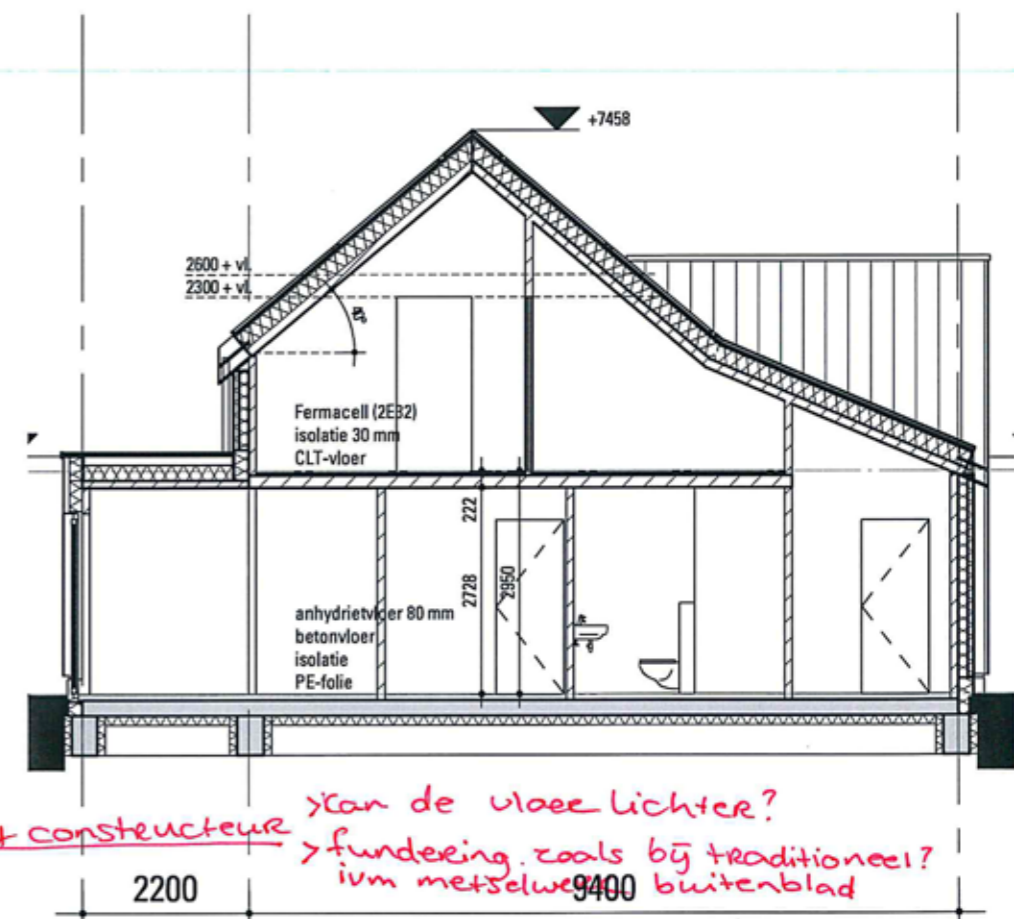 +7458
2600 + vl.
2300 + vl.
Fermacell (2E32)
isolatie 30 mm
CLT-vloer
222
2728
2950
anhydrietvloer 80 mm
betonvloer
isolatie
PE-folie
>kan de vloer lichter?
constructeur
>fundering zoals bij traditioneel?
ivm metselwerk buitenblad
2200
9400